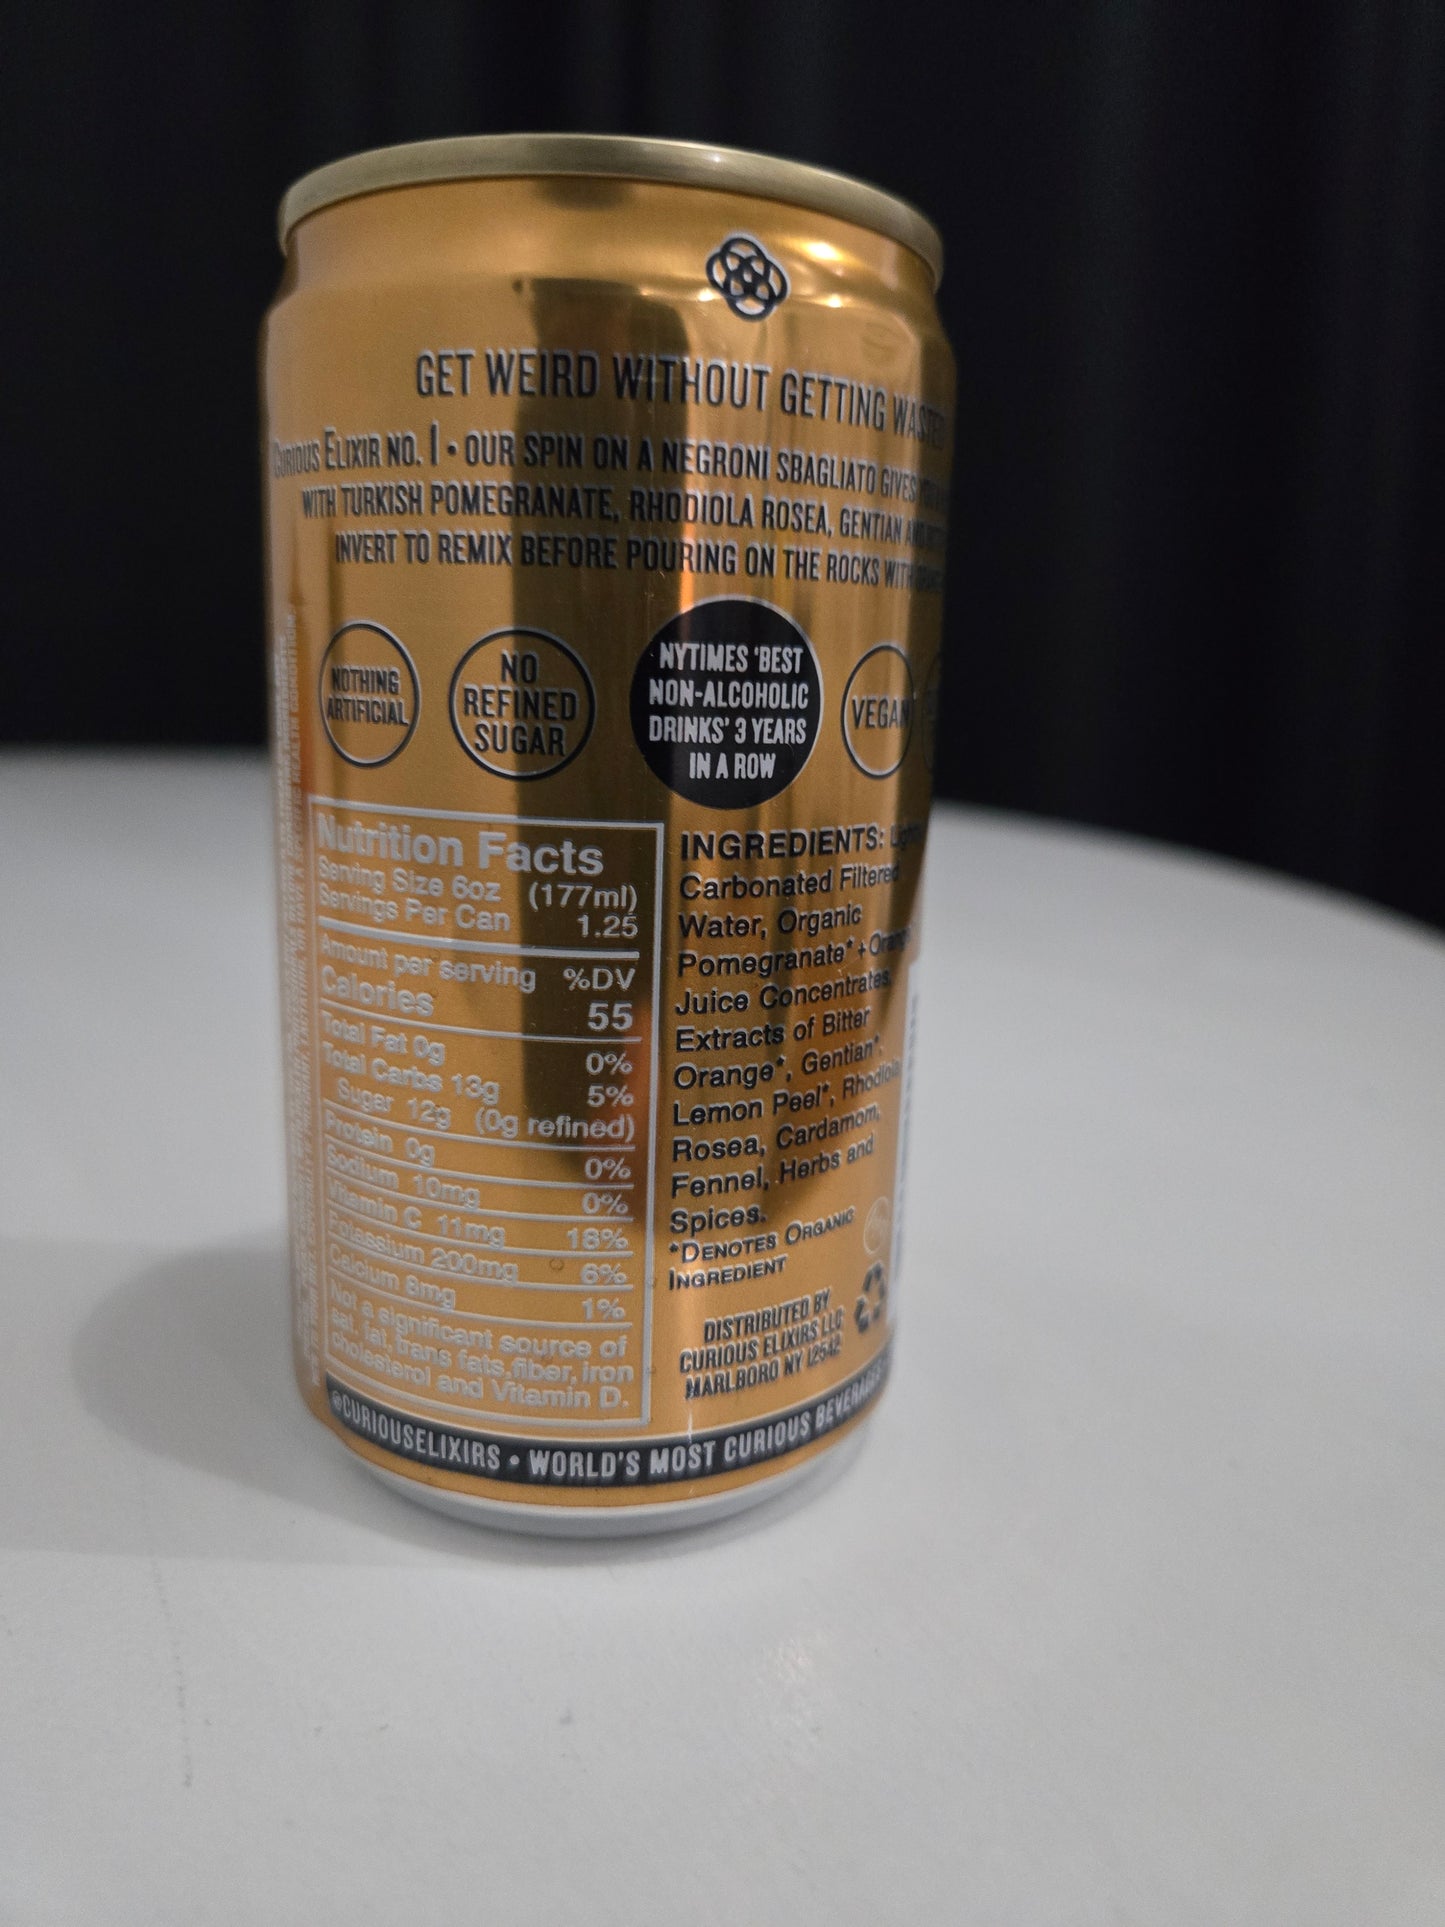 GET WEIRD WITHOUT GETTING WASTED
CURIOUS ELIXIR NO. 1 • OUR SPIN ON A NEGRONI SBAGLIATO GIVES
WITH TURKISH POMEGRANATE, RHODIOLA ROSEA, GENTIAN
INVERT TO REMIX BEFORE POURING ON THE ROCKS WITH
NOTHING
ARTIFICIAL
NO
REFINED
SUGAR
NYTIMES 'BEST
NON-ALCOHOLIC
DRINKS' 3 YEARS
IN A ROW
VEGAN
Nutrition Facts
Serving Size 6oz (177ml)
Servings Per Can 1.25
Amount per serving %DV
Calories 55
Total Fat 0g 0%
Total Carbs 13g 5%
Sugar 12g (0g refined)
Protein 0g 0%
Sodium 10mg 0%
Vitamin C 11mg 18%
Potassium 200mg 6%
Calcium 8mg 1%
Not a significant source of
sat. fat, trans fats, fiber, iron
cholesterol and Vitamin D.
INGREDIENTS: Lightly
Carbonated Filtered
Water, Organic
Pomegranate* + Orange
Juice Concentrates,
Extracts of Bitter
Orange*, Gentian*,
Lemon Peel*, Rhodiola
Rosea, Cardamom,
Fennel, Herbs and
Spices.
*DENOTES ORGANIC
INGREDIENT
DISTRIBUTED BY
CURIOUS ELIXIRS LLC
MARLBORO NY 12542
@CURIOUSELIXIRS • WORLD'S MOST CURIOUS BEVERAGES